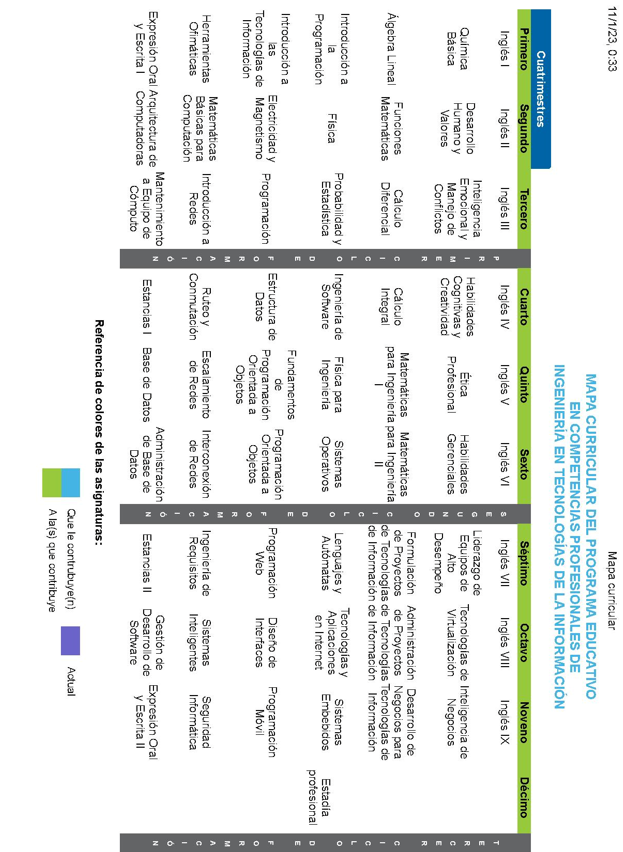 11/1/23, 0:33
Mapa curricular
MAPA CURRICULAR DEL PROGRAMA EDUCATIVO
EN COMPETENCIAS PROFESIONALES DE
INGENIERÍA EN TECNOLOGÍAS DE LA INFORMACIÓN
Cuatrimestres
Primero
Segundo
Tercero
Cuarto
Quinto
Sexto
Séptimo
Octavo
Noveno
Décimo
Inglés I
Inglés II
Inglés III
Inglés IV
Inglés V
Inglés VI
Inglés VII
Inglés VIII
Inglés IX
Química
Básica
Desarrollo
Humano y
Valores
Inteligencia
Emocional y
Manejo de
Conflictos
Habilidades
Cognitivas y
Creatividad
Ética
Profesional
Habilidades
Gerenciales
Liderazgo de
Equipos de
Alto
Desempeño
Tecnologías de
Virtualización
Inteligencia de
Negocios
Álgebra Lineal
Funciones
Matemáticas
Cálculo
Diferencial
Cálculo
Integral
Matemáticas
para Ingeniería
I
Matemáticas
para Ingeniería
II
Formulación
de Proyectos
de Tecnologías
de Información
Administración
de Proyectos
de Tecnologías
de Información
Desarrollo de
Negocios para
Tecnologías de
Información
Introducción a
la
Programación
Física
Probabilidad y
Estadística
Ingeniería de
Software
Física para
Ingeniería
Sistemas
Operativos
Lenguajes y
Autómatas
Tecnologías y
Aplicaciones
en Internet
Sistemas
Embebidos
Estadía
profesional
Introducción a
las
Tecnologías de
Información
Electricidad y
Magnetismo
Programación
Estructura de
Datos
Fundamentos
de
Programación
Orientada a
Objetos
Programación
Orientada a
Objetos
Programación
Web
Diseño de
Interfaces
Programación
Móvil
Herramientas
Ofimáticas
Matemáticas
Básicas para
Computación
Introducción a
Redes
Ruteo y
Conmutación
Escalamiento
de Redes
Interconexión
de Redes
Ingeniería de
Requisitos
Sistemas
Inteligentes
Seguridad
Informática
Expresión Oral
y Escrita I
Arquitectura de
Computadoras
Mantenimiento
a Equipo de
Cómputo
Estancias I
Base de Datos
Administración
de Base de
Datos
Estancias II
Gestión de
Desarrollo de
Software
Expresión Oral
y Escrita II
PRIMER CICLO DE FORMACIÓN
SEGUNDO CICLO DE FORMACIÓN
TERCER CICLO DE FORMACIÓN
Referencia de colores de las asignaturas:
Que le contrubuye(n)
Actual
A la(s) que contribuye